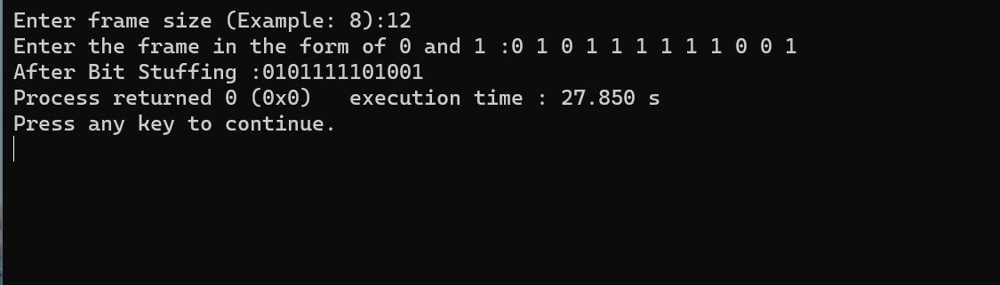 Enter frame size (Example: 8):12
Enter the frame in the form of 0 and 1 :0 1 0 1 1 1 1 1 1 0 0 1
After Bit Stuffing :0101111101001
Process returned 0 (0x0)   execution time : 27.850 s
Press any key to continue.